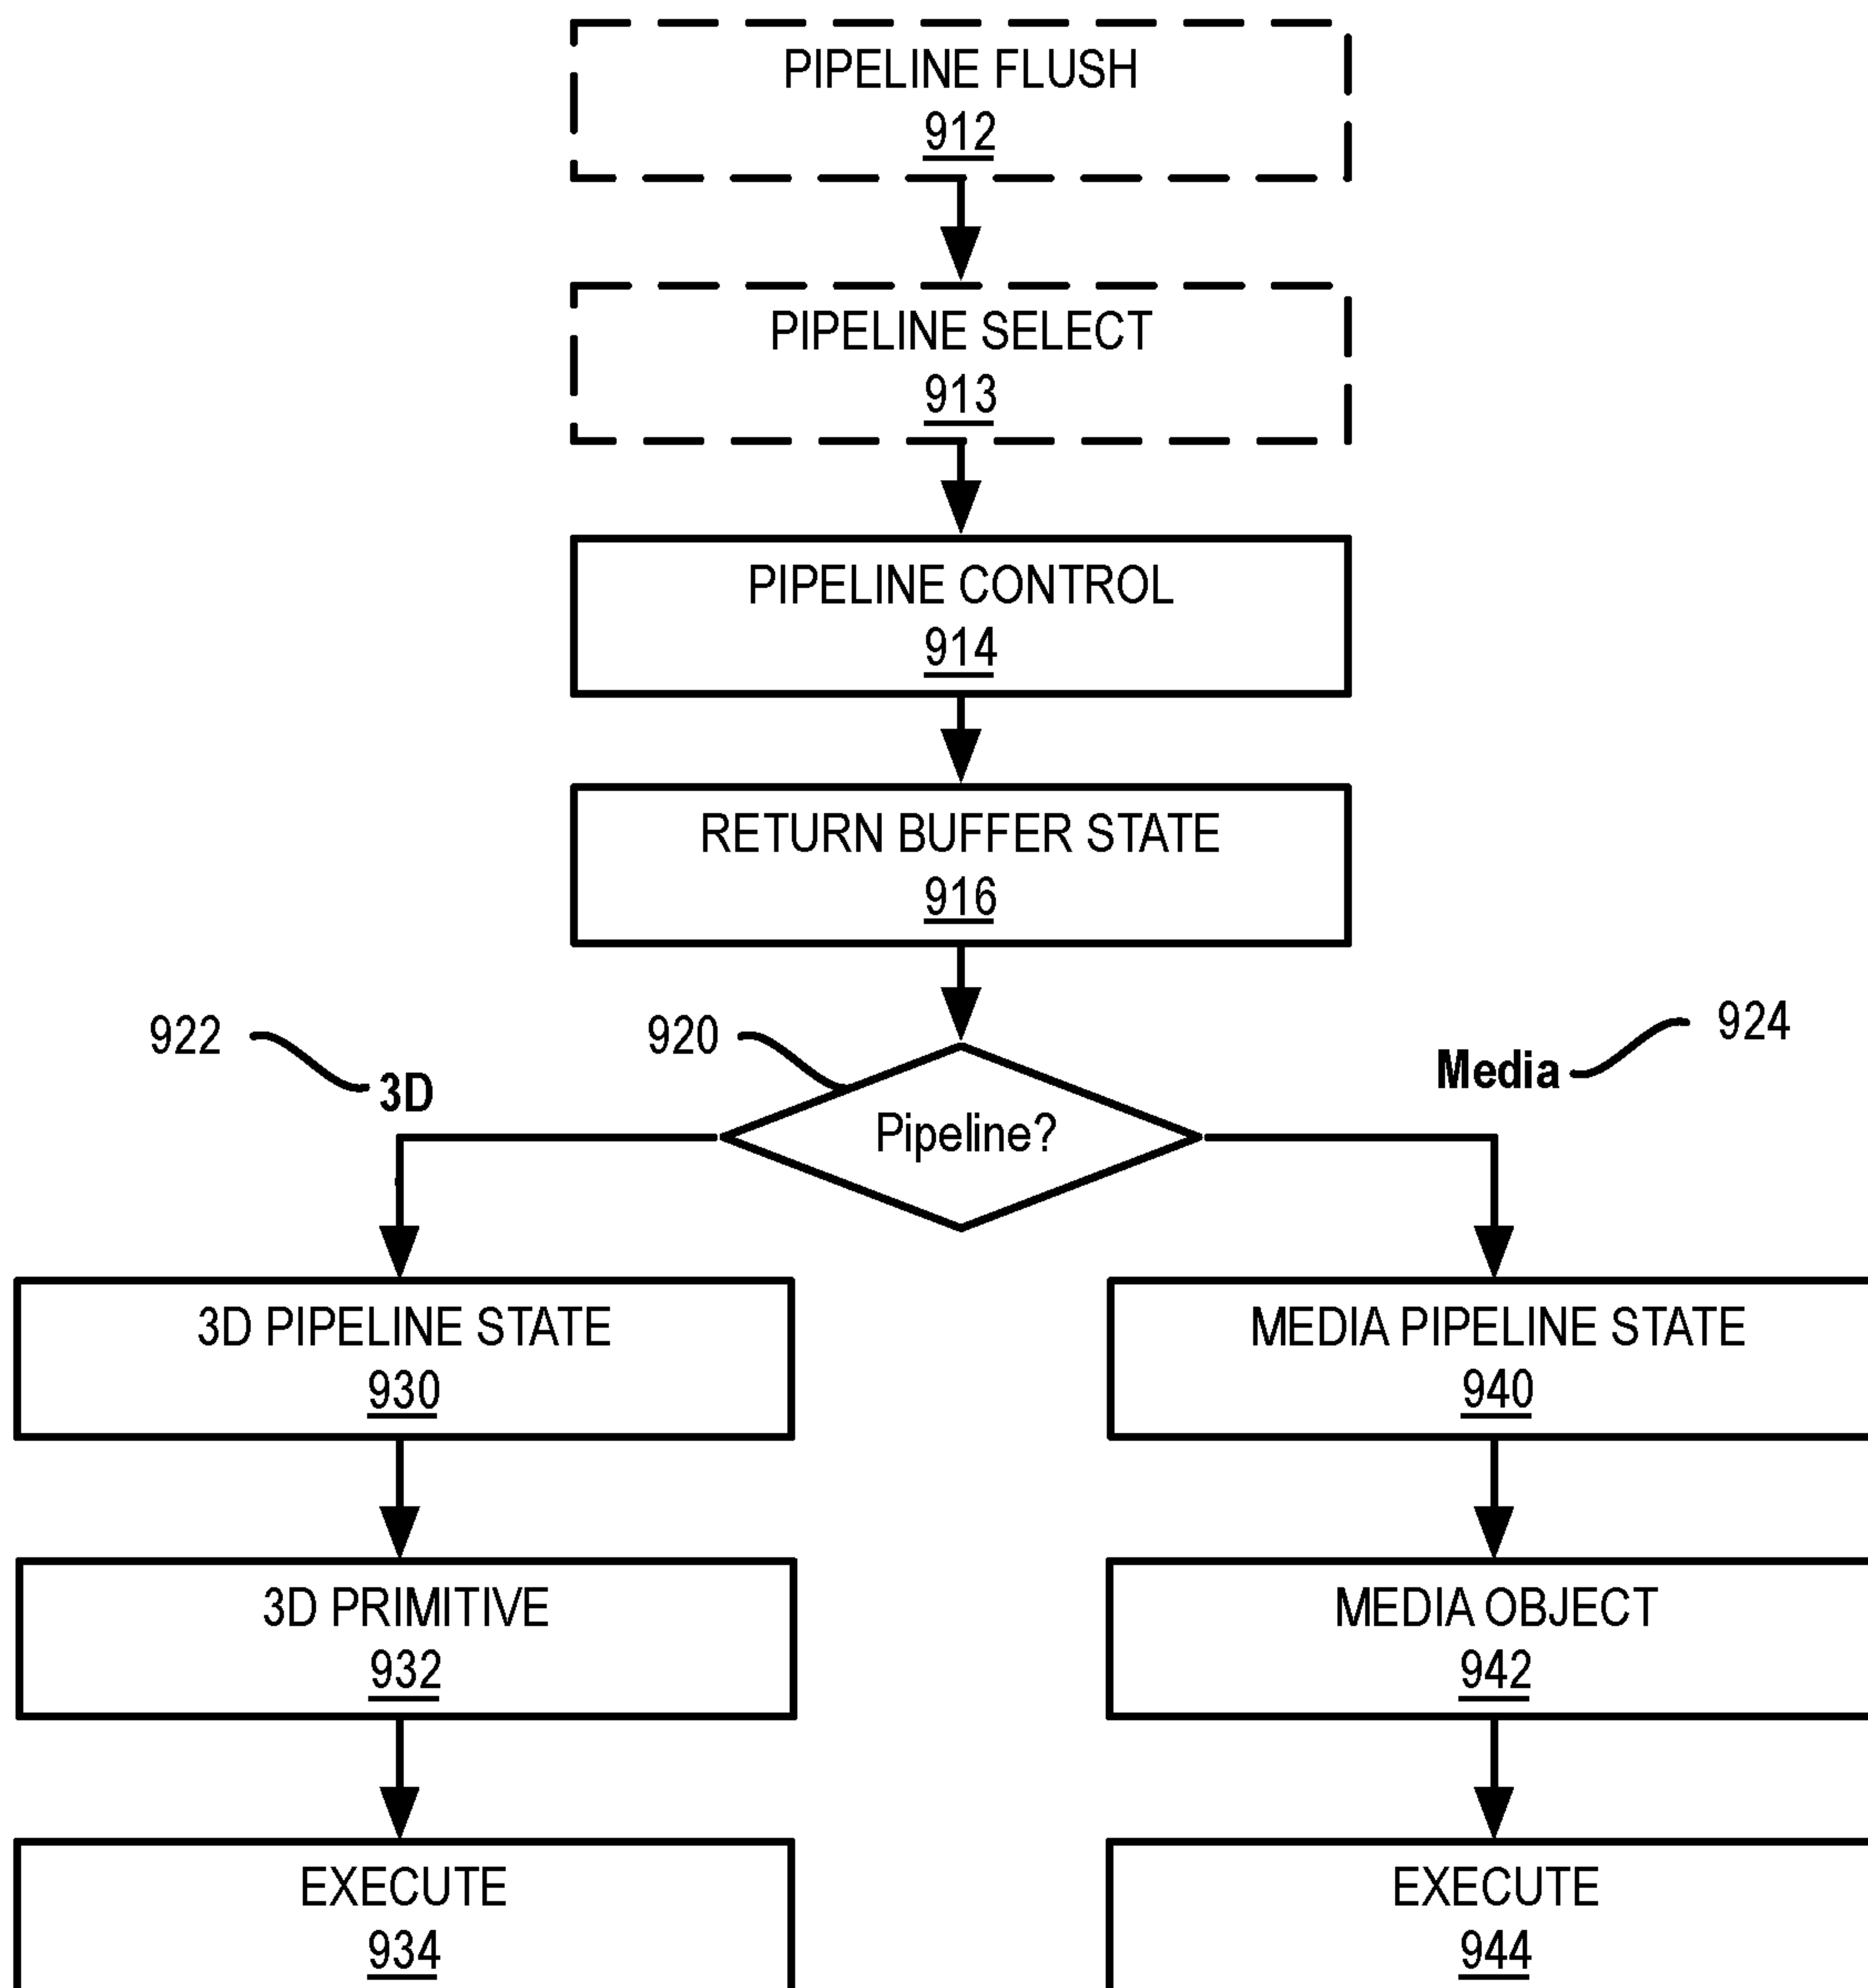 PIPELINE FLUSH
912
PIPELINE SELECT
913
PIPELINE CONTROL
914
RETURN BUFFER STATE
916
922
920
924
3D
Media
Pipeline?
3D PIPELINE STATE
930
MEDIA PIPELINE STATE
940
3D PRIMITIVE
932
MEDIA OBJECT
942
EXECUTE
934
EXECUTE
944